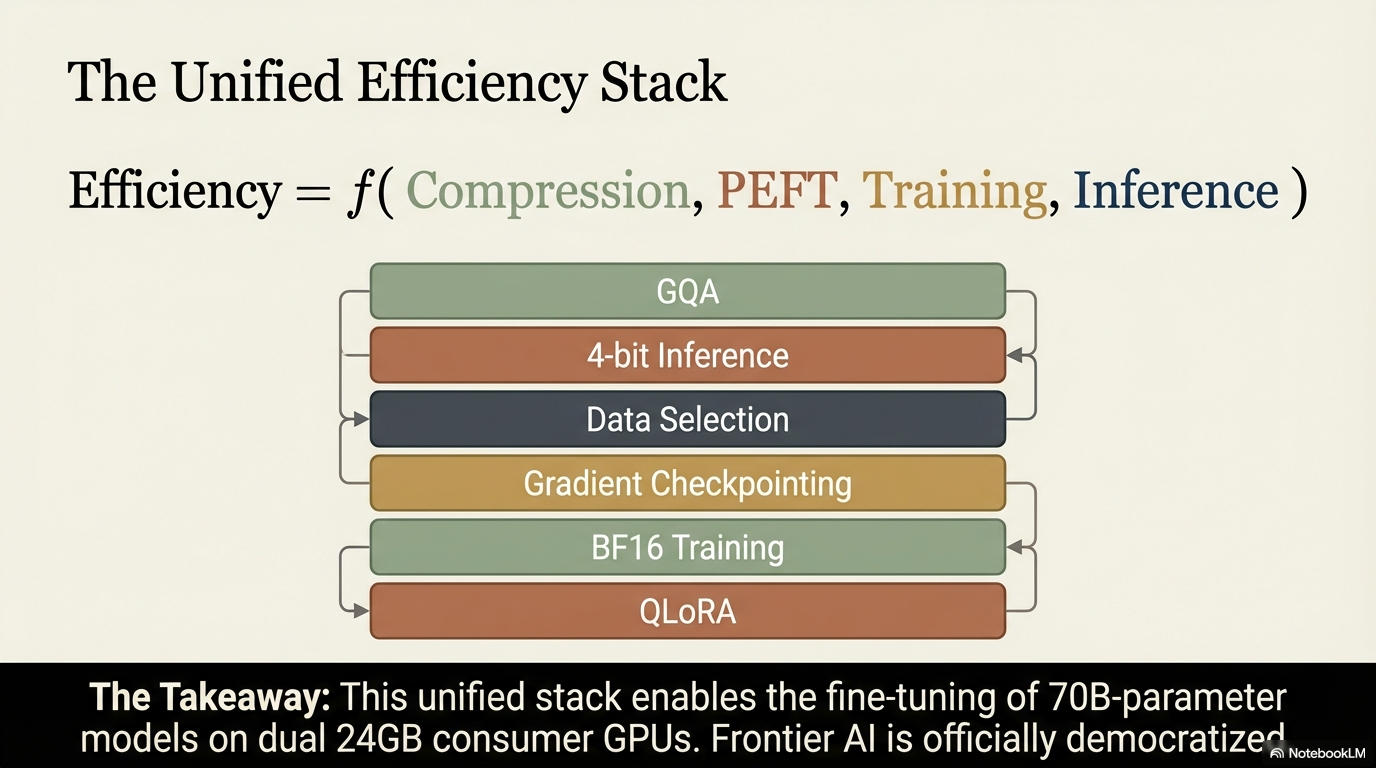 The Unified Efficiency Stack
Efficiency = f( Compression, PEFT, Training, Inference )
GQA
4-bit Inference
Data Selection
Gradient Checkpointing
BF16 Training
QLoRA
The Takeaway: This unified stack enables the fine-tuning of 70B-parameter
models on dual 24GB consumer GPUs. Frontier AI is officially democratized
NotebookLM